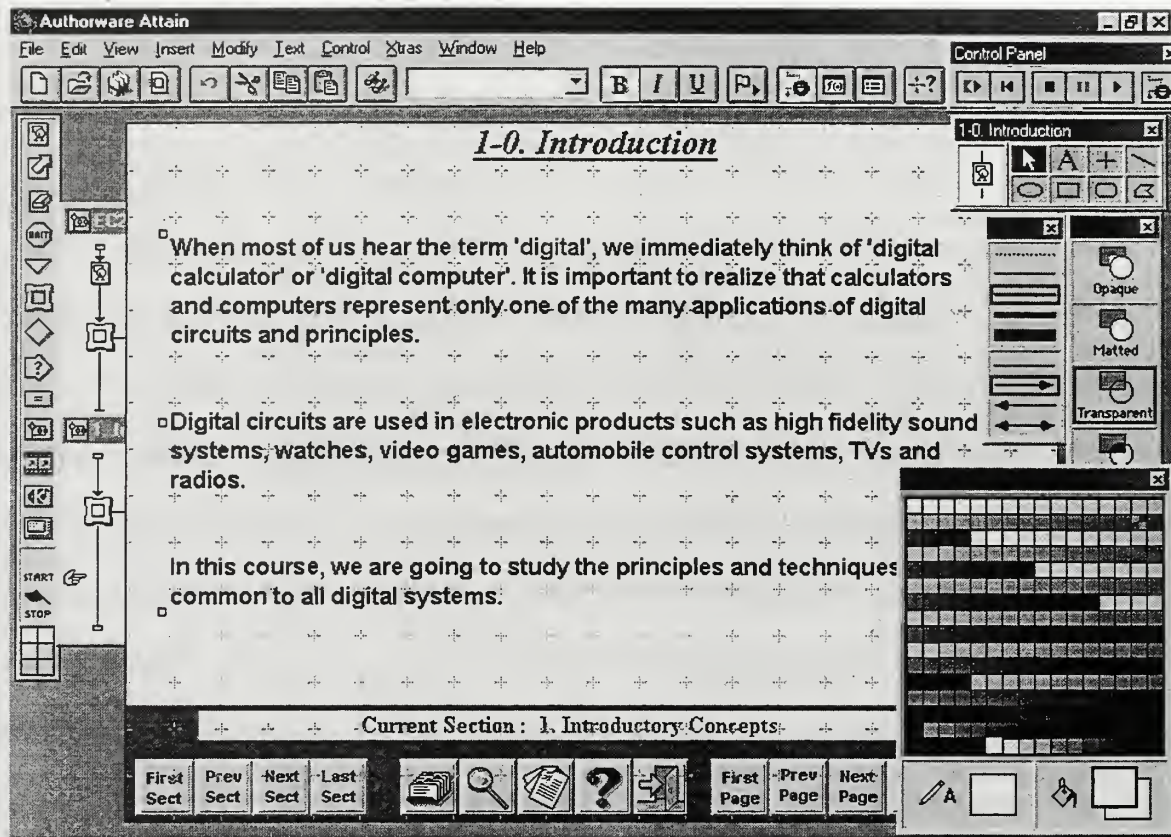 Authorware Attain
File Edit View Insert Modify Text Control Xtras Window Help
Control Panel
B I U
1-0. Introduction
A
1-0. Introduction
WAIT
When most of us hear the term 'digital', we immediately think of 'digital
calculator' or 'digital computer'. It is important to realize that calculators
and computers represent only one of the many applications of digital
circuits and principles.
Opaque
Matted
Transparent
Digital circuits are used in electronic products such as high fidelity sound
systems, watches, video games, automobile control systems, TVs and
radios.
In this course, we are going to study the principles and techniques
common to all digital systems.
START
STOP
Current Section : 1. Introductory Concepts
First Sect
Prev Sect
Next Sect
Last Sect
First Page
Prev Page
Next Page
A